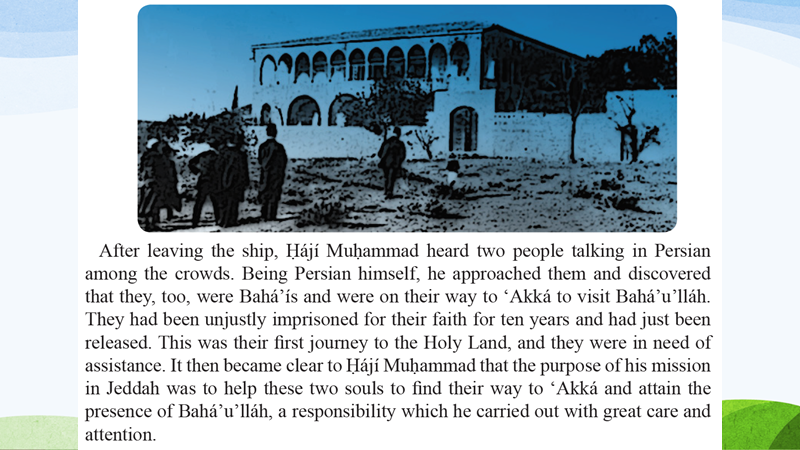 After leaving the ship, Ḥájí Muḥammad heard two people talking in Persian
among the crowds. Being Persian himself, he approached them and discovered
that they, too, were Bahá’ís and were on their way to ‘Akká to visit Bahá’u’lláh.
They had been unjustly imprisoned for their faith for ten years and had just been
released. This was their first journey to the Holy Land, and they were in need of
assistance. It then became clear to Ḥájí Muḥammad that the purpose of his mission
in Jeddah was to help these two souls to find their way to ‘Akká and attain the
presence of Bahá’u’lláh, a responsibility which he carried out with great care and
attention.